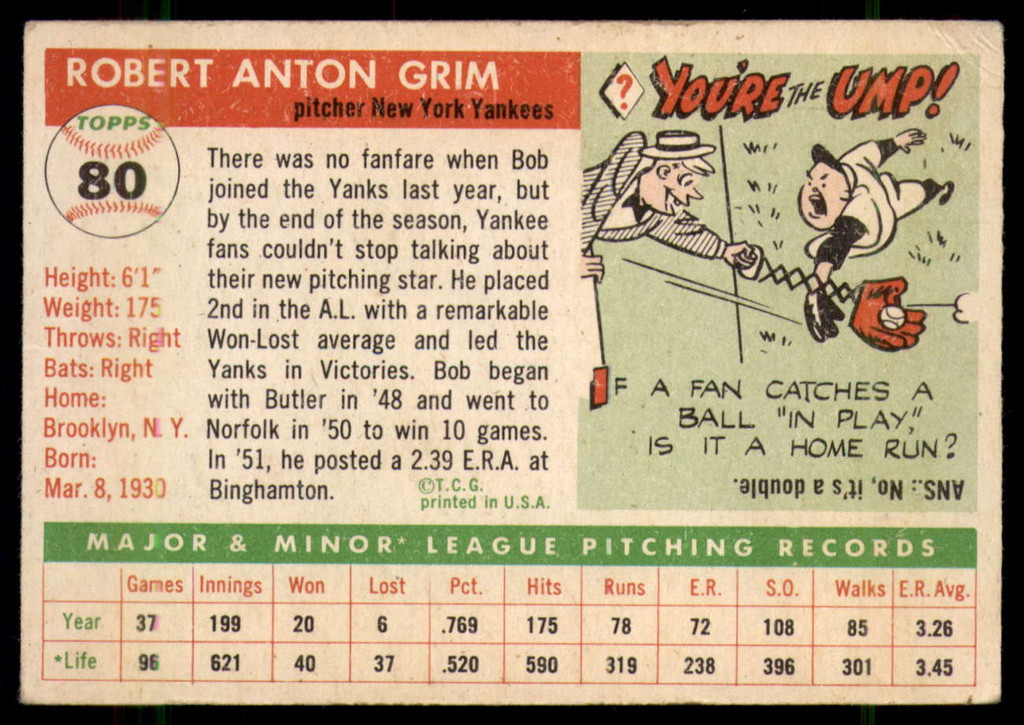 ROBERT ANTON GRIM
pitcher New York Yankees
TOPPS
80
There was no fanfare when Bob
joined the Yanks last year, but
by the end of the season, Yankee
fans couldn't stop talking about
their new pitching star. He placed
2nd in the A.L. with a remarkable
Won-Lost average and led the
Yanks in Victories. Bob began
with Butler in '48 and went to
Norfolk in '50 to win 10 games.
In '51, he posted a 2.39 E.R.A. at
Binghamton.
©T.C.G.
printed in U.S.A.
Height: 6'1"
Weight: 175
Throws: Right
Bats: Right
Home:
Brooklyn, N. Y.
Born:
Mar. 8, 1930
? YOU'RE THE UMP!
IF A FAN CATCHES A
BALL "IN PLAY,"
IS IT A HOME RUN?
ANS.: No, it's a double.
MAJOR & MINOR* LEAGUE PITCHING RECORDS
Games Innings Won Lost Pct. Hits Runs E.R. S.O. Walks E.R. Avg.
Year 37 199 20 6 .769 175 78 72 108 85 3.26
*Life 96 621 40 37 .520 590 319 238 396 301 3.45